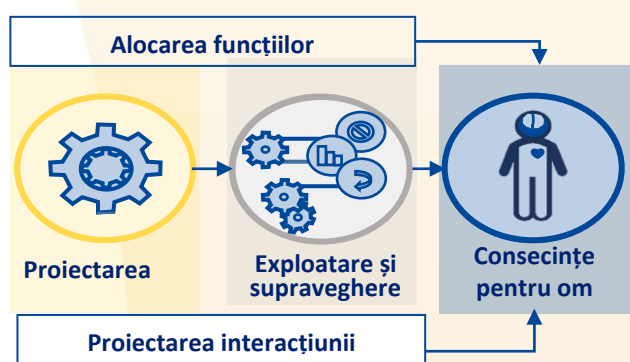 Alocarea funcțiilor
Proiectarea
Exploatare și
supraveghere
Consecințe
pentru om
Proiectarea interacțiunii